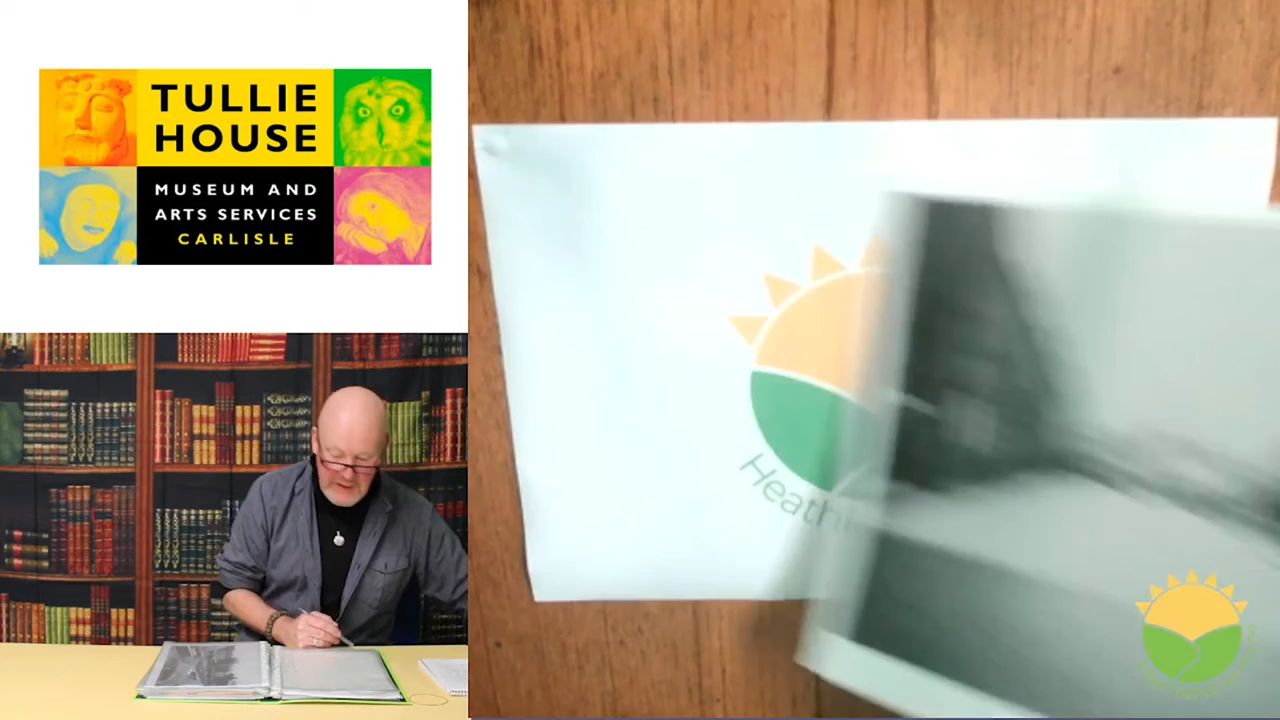 TULLIE
HOUSE
MUSEUM AND
ARTS SERVICES
CARLISLE